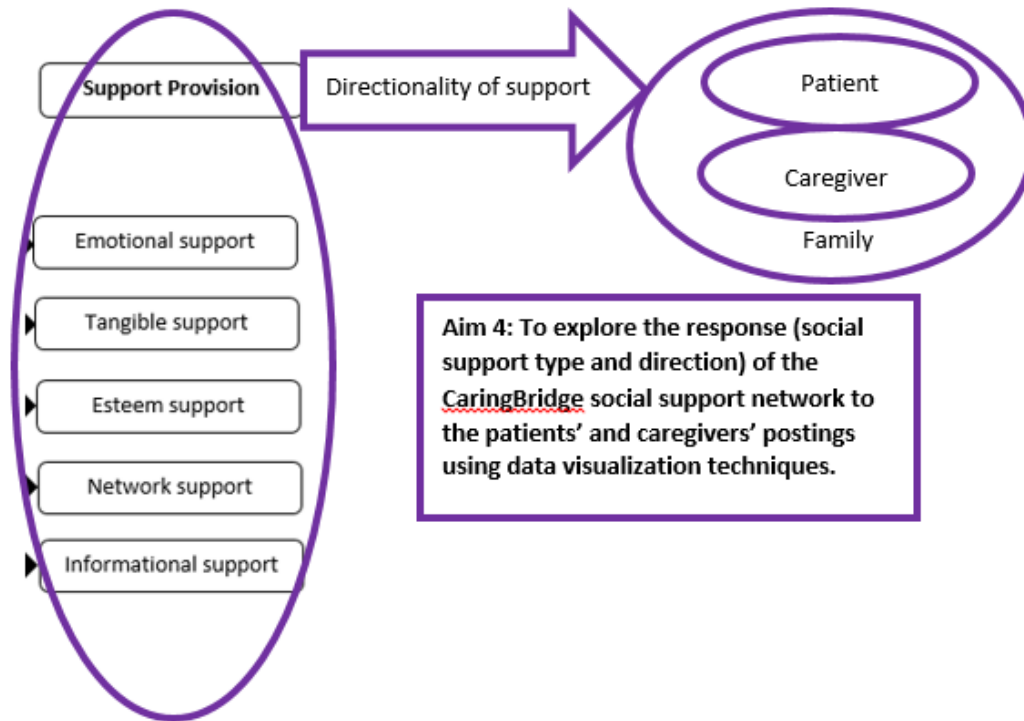 Support Provision
Directionality of support
Patient
Caregiver
Family
Emotional support
Tangible support
Esteem support
Network support
Informational support
Aim 4: To explore the response (social
support type and direction) of the
CaringBridge social support network to
the patients’ and caregivers’ postings
using data visualization techniques.